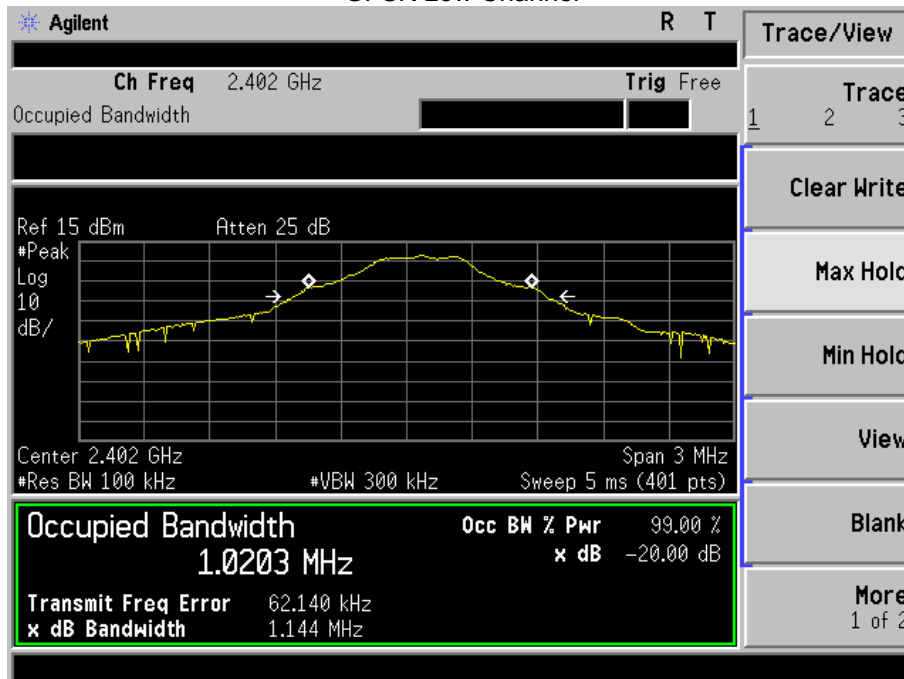 Agilent R T
Ch Freq 2.402 GHz Trig Free
Occupied Bandwidth
Ref 15 dBm Atten 25 dB
#Peak
Log
10
dB/
Center 2.402 GHz Span 3 MHz
#Res BW 100 kHz #VBW 300 kHz Sweep 5 ms (401 pts)
Occupied Bandwidth Occ BW % Pwr 99.00 %
1.0203 MHz x dB -20.00 dB
Transmit Freq Error 62.140 kHz
x dB Bandwidth 1.144 MHz
Trace/View
Trace
1 2 3
Clear Write
Max Hold
Min Hold
View
Blank
More
1 of 2